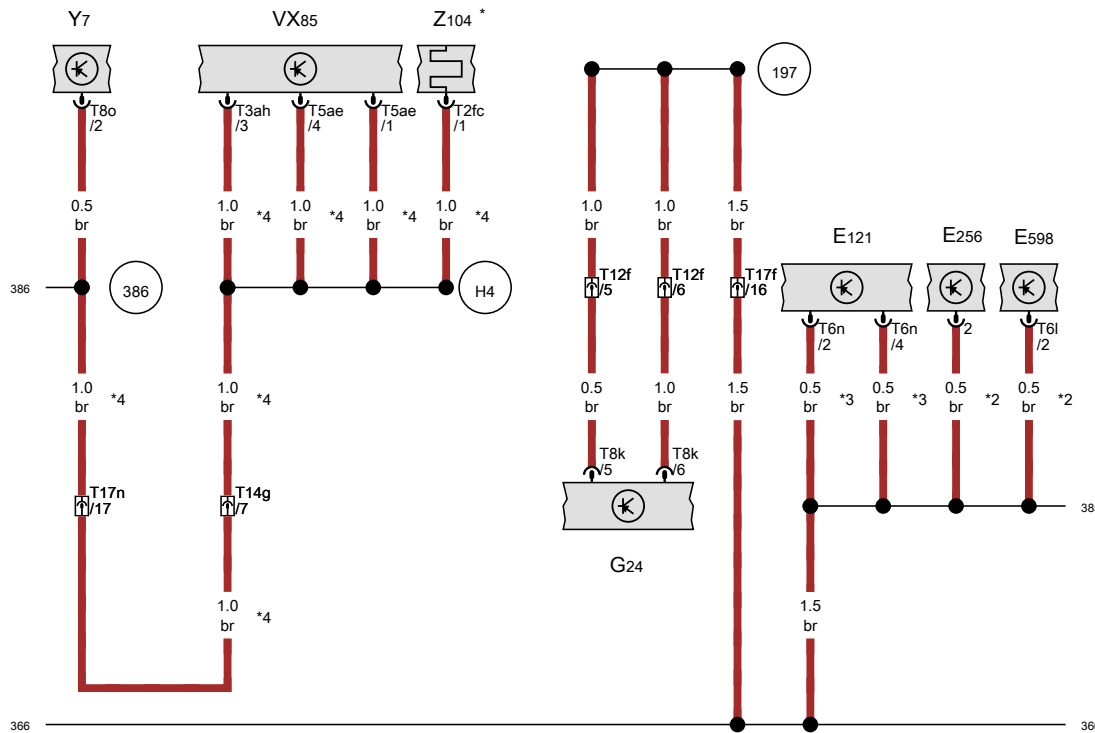 Y7 VX85 Z104 *
197
T8o
/2
T3ah
/3
T5ae
/4
T5ae
/1
T2fc
/1
0.5
br
1.0
br
*4
1.0
br
*4
1.0
br
*4
1.0
br
*4
1.0
br
1.0
br
1.5
br
E121 E256 E598
386
386
H4
T12f
/5
T12f
/6
T17f
/16
T6n
/2
T6n
/4
2
T6l
/2
1.0
br
*4
1.0
br
*4
0.5
br
1.0
br
1.5
br
0.5
br
*3
0.5
br
*3
0.5
br
*2
0.5
br
*2
T8k
/5
T8k
/6
T17n
/17
T14g
/7
G24
1.0
br
*4
1.5
br
366